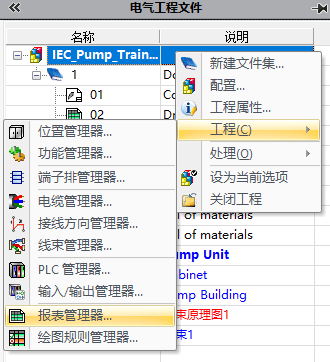 电气工程文件
名称 说明
IEC_Pump_Train...
1 Do
01 Co
02 Dr
新建文件集...
配置...
工程属性...
工程(C)
处理(O)
设为当前选项
关闭工程
位置管理器...
功能管理器...
端子排管理器...
电缆管理器...
接线方向管理器...
线束管理器...
PLC 管理器...
输入/输出管理器...
报表管理器...
绘图规则管理器...
l of materials
l of materials
ump Unit
binet
mp Building
束原理图1
束1